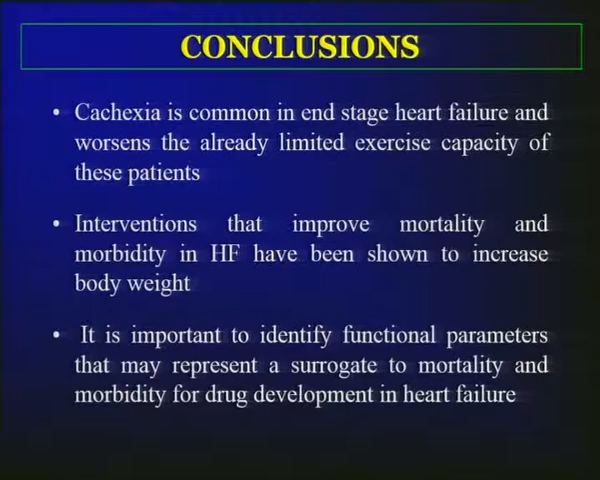 CONCLUSIONS
• Cachexia is common in end stage heart failure and
worsens the already limited exercise capacity of
these patients
• Interventions that improve mortality and
morbidity in HF have been shown to increase
body weight
• It is important to identify functional parameters
that may represent a surrogate to mortality and
morbidity for drug development in heart failure